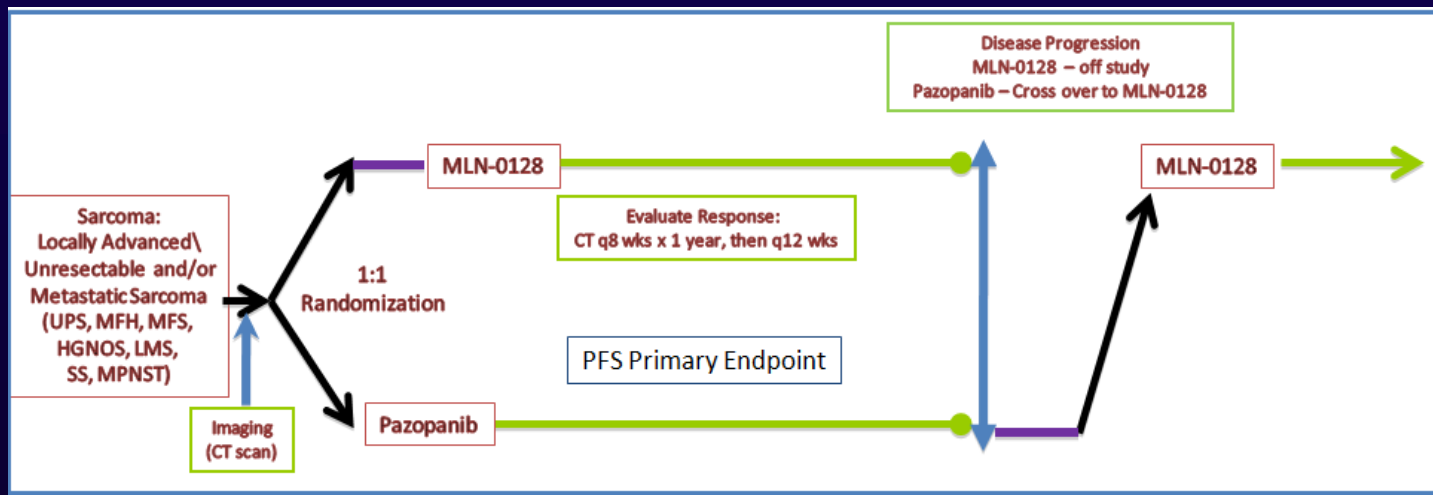 Disease Progression
MLN-0128 – off study
Pazopanib – Cross over to MLN-0128
MLN-0128
MLN-0128
Sarcoma:
Locally Advanced\
Unresectable and/or
Metastatic Sarcoma
(UPS, MFH, MFS,
HGNOS, LMS,
SS, MPNST)
Evaluate Response:
CT q8 wks x 1 year, then q12 wks
1:1
Randomization
PFS Primary Endpoint
Imaging
(CT scan)
Pazopanib